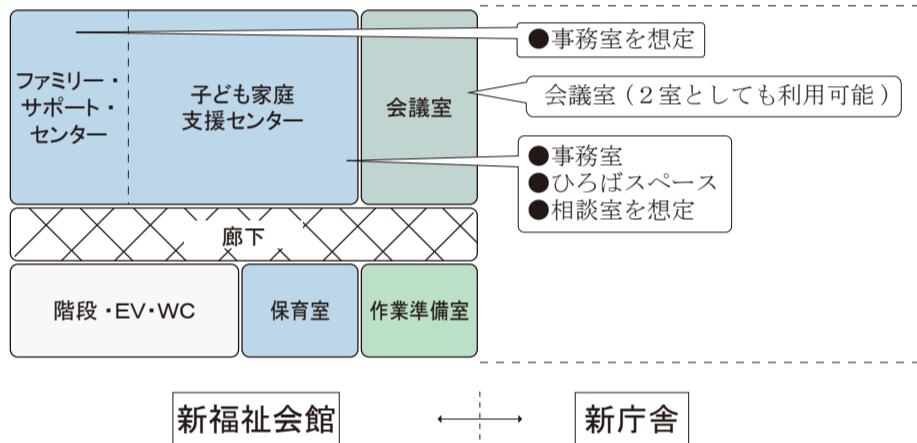 ファミリー・
サポート・
センター
子ども家庭
支援センター
会議室
●事務室を想定
会議室（２室としても利用可能）
●事務室
●ひろばスペース
●相談室を想定
廊下
階段・EV・WC
保育室
作業準備室
新福祉会館
新庁舎